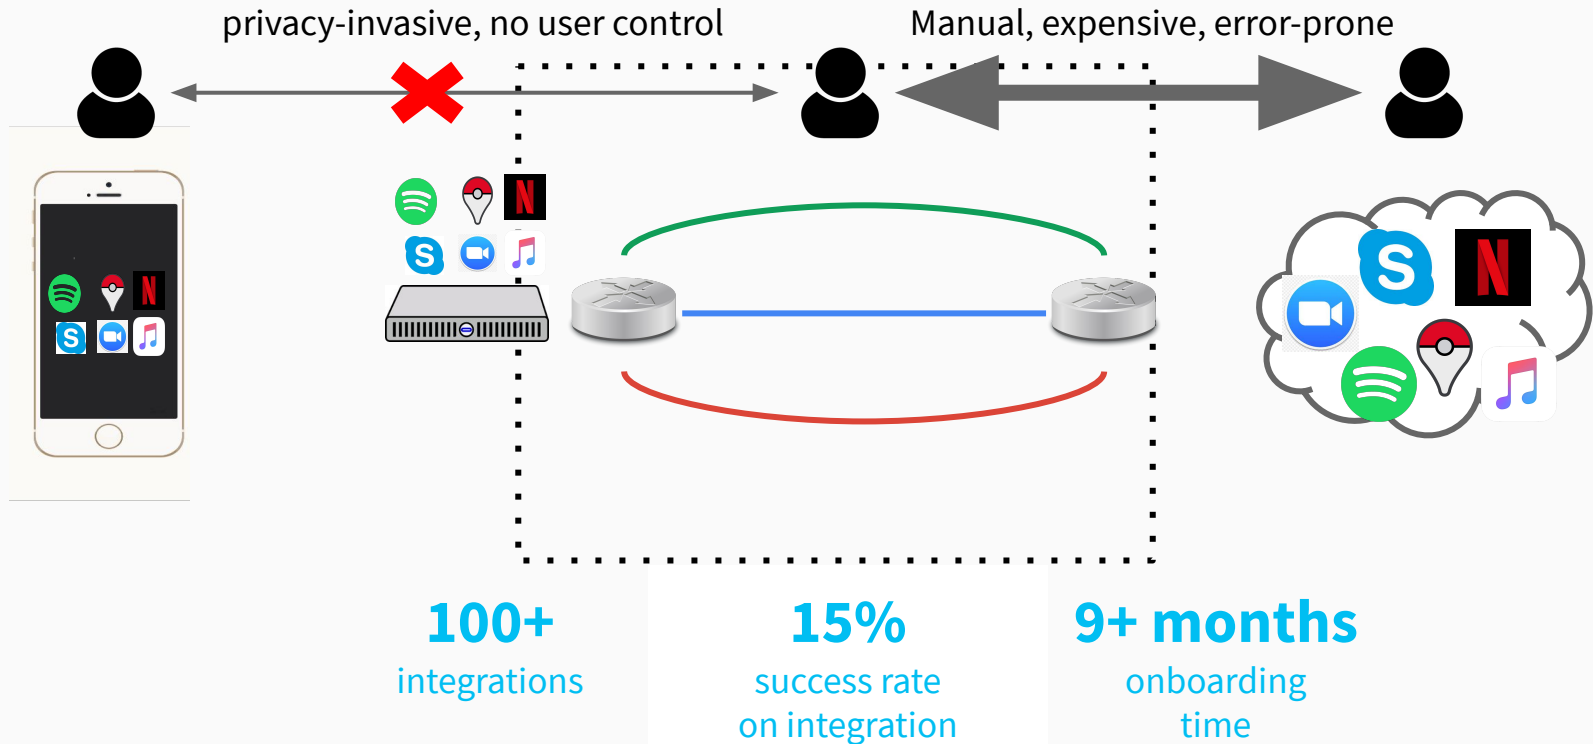 privacy-invasive, no user control
Manual, expensive, error-prone
S
N
S
N
N
S
100+
integrations
15%
success rate
on integration
9+ months
onboarding
time